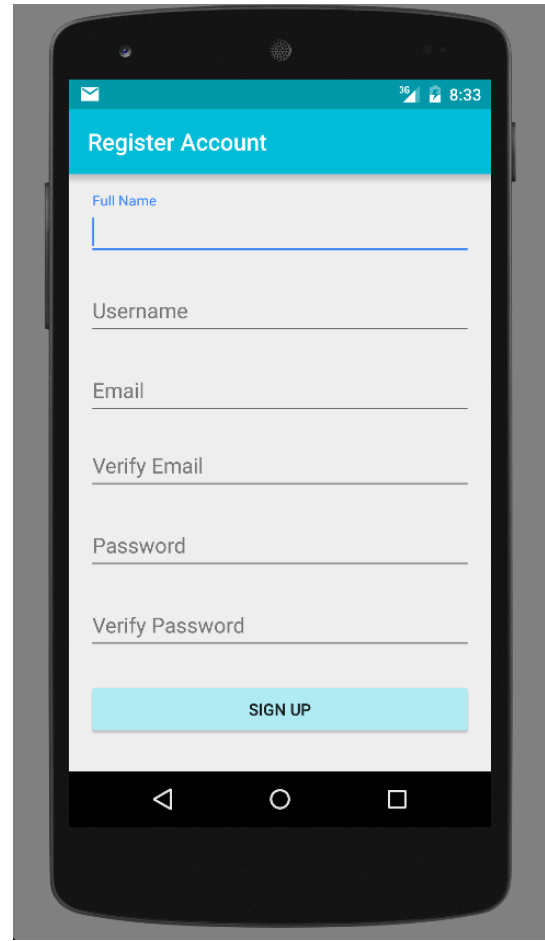 3G 8:33
Register Account
Full Name
Username
Email
Verify Email
Password
Verify Password
SIGN UP